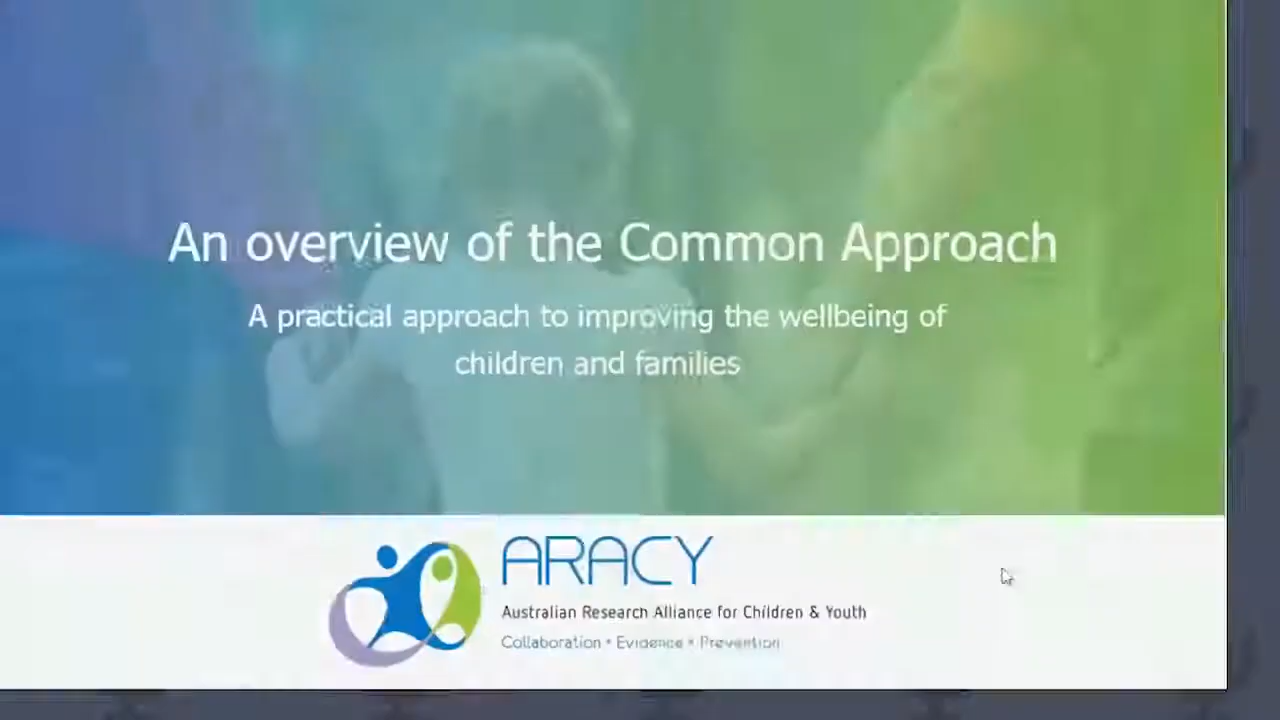 An overview of the Common Approach
A practical approach to improving the wellbeing of
children and families
ARACY
Australian Research Alliance for Children & Youth
Collaboration • Evidence • Prevention